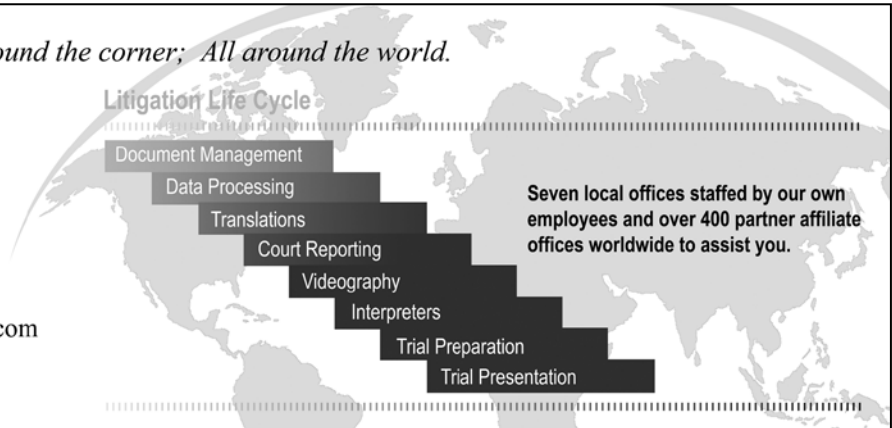 ound the corner; All around the world.
Litigation Life Cycle
Document Management
Data Processing
Translations
Court Reporting
Videography
Interpreters
Trial Preparation
Trial Presentation
Seven local offices staffed by our own
employees and over 400 partner affiliate
offices worldwide to assist you.
com